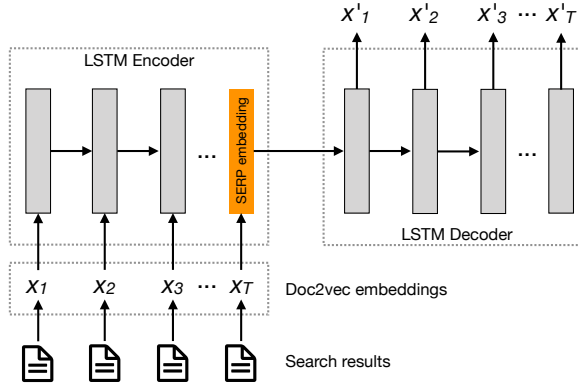 x'1 x'2 x'3 ... x'T
LSTM Encoder
... SERP embedding
...
LSTM Decoder
x1 x2 x3 ... xT
Doc2vec embeddings
Search results